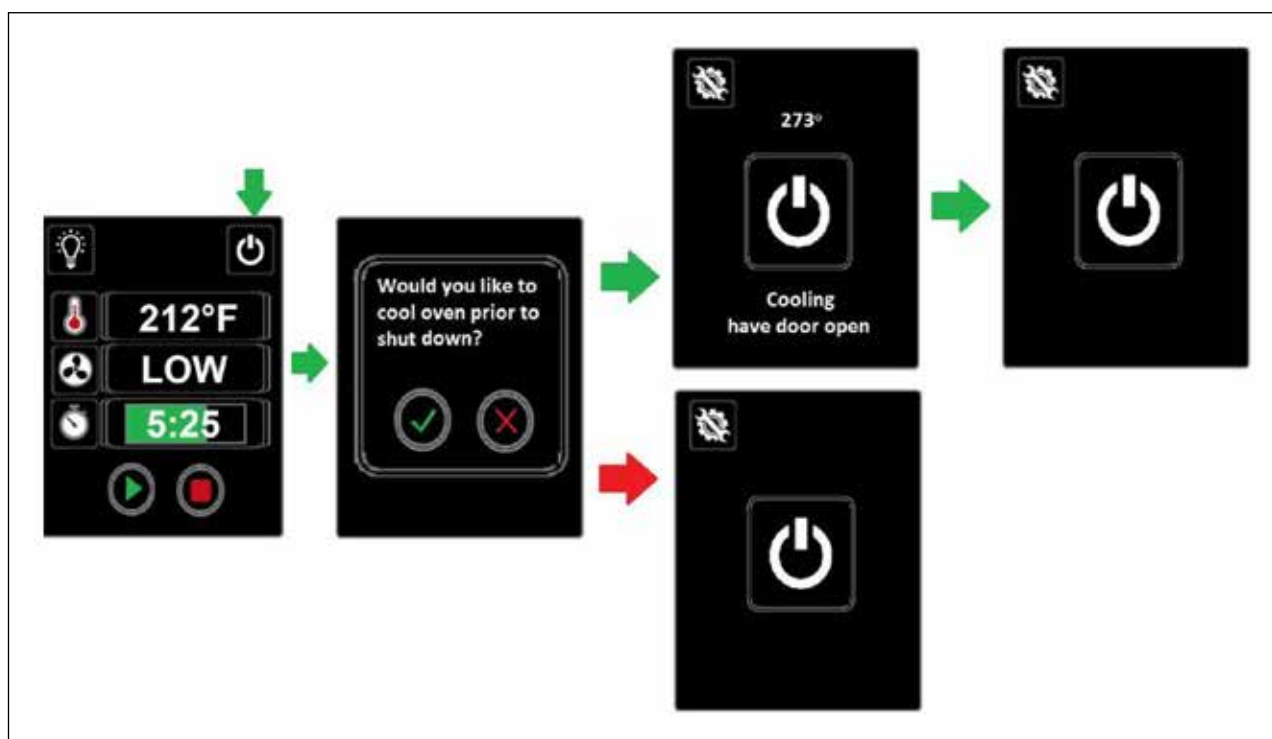 212°F
LOW
5:25
Would you like to
cool oven prior to
shut down?
273°
Cooling
have door open